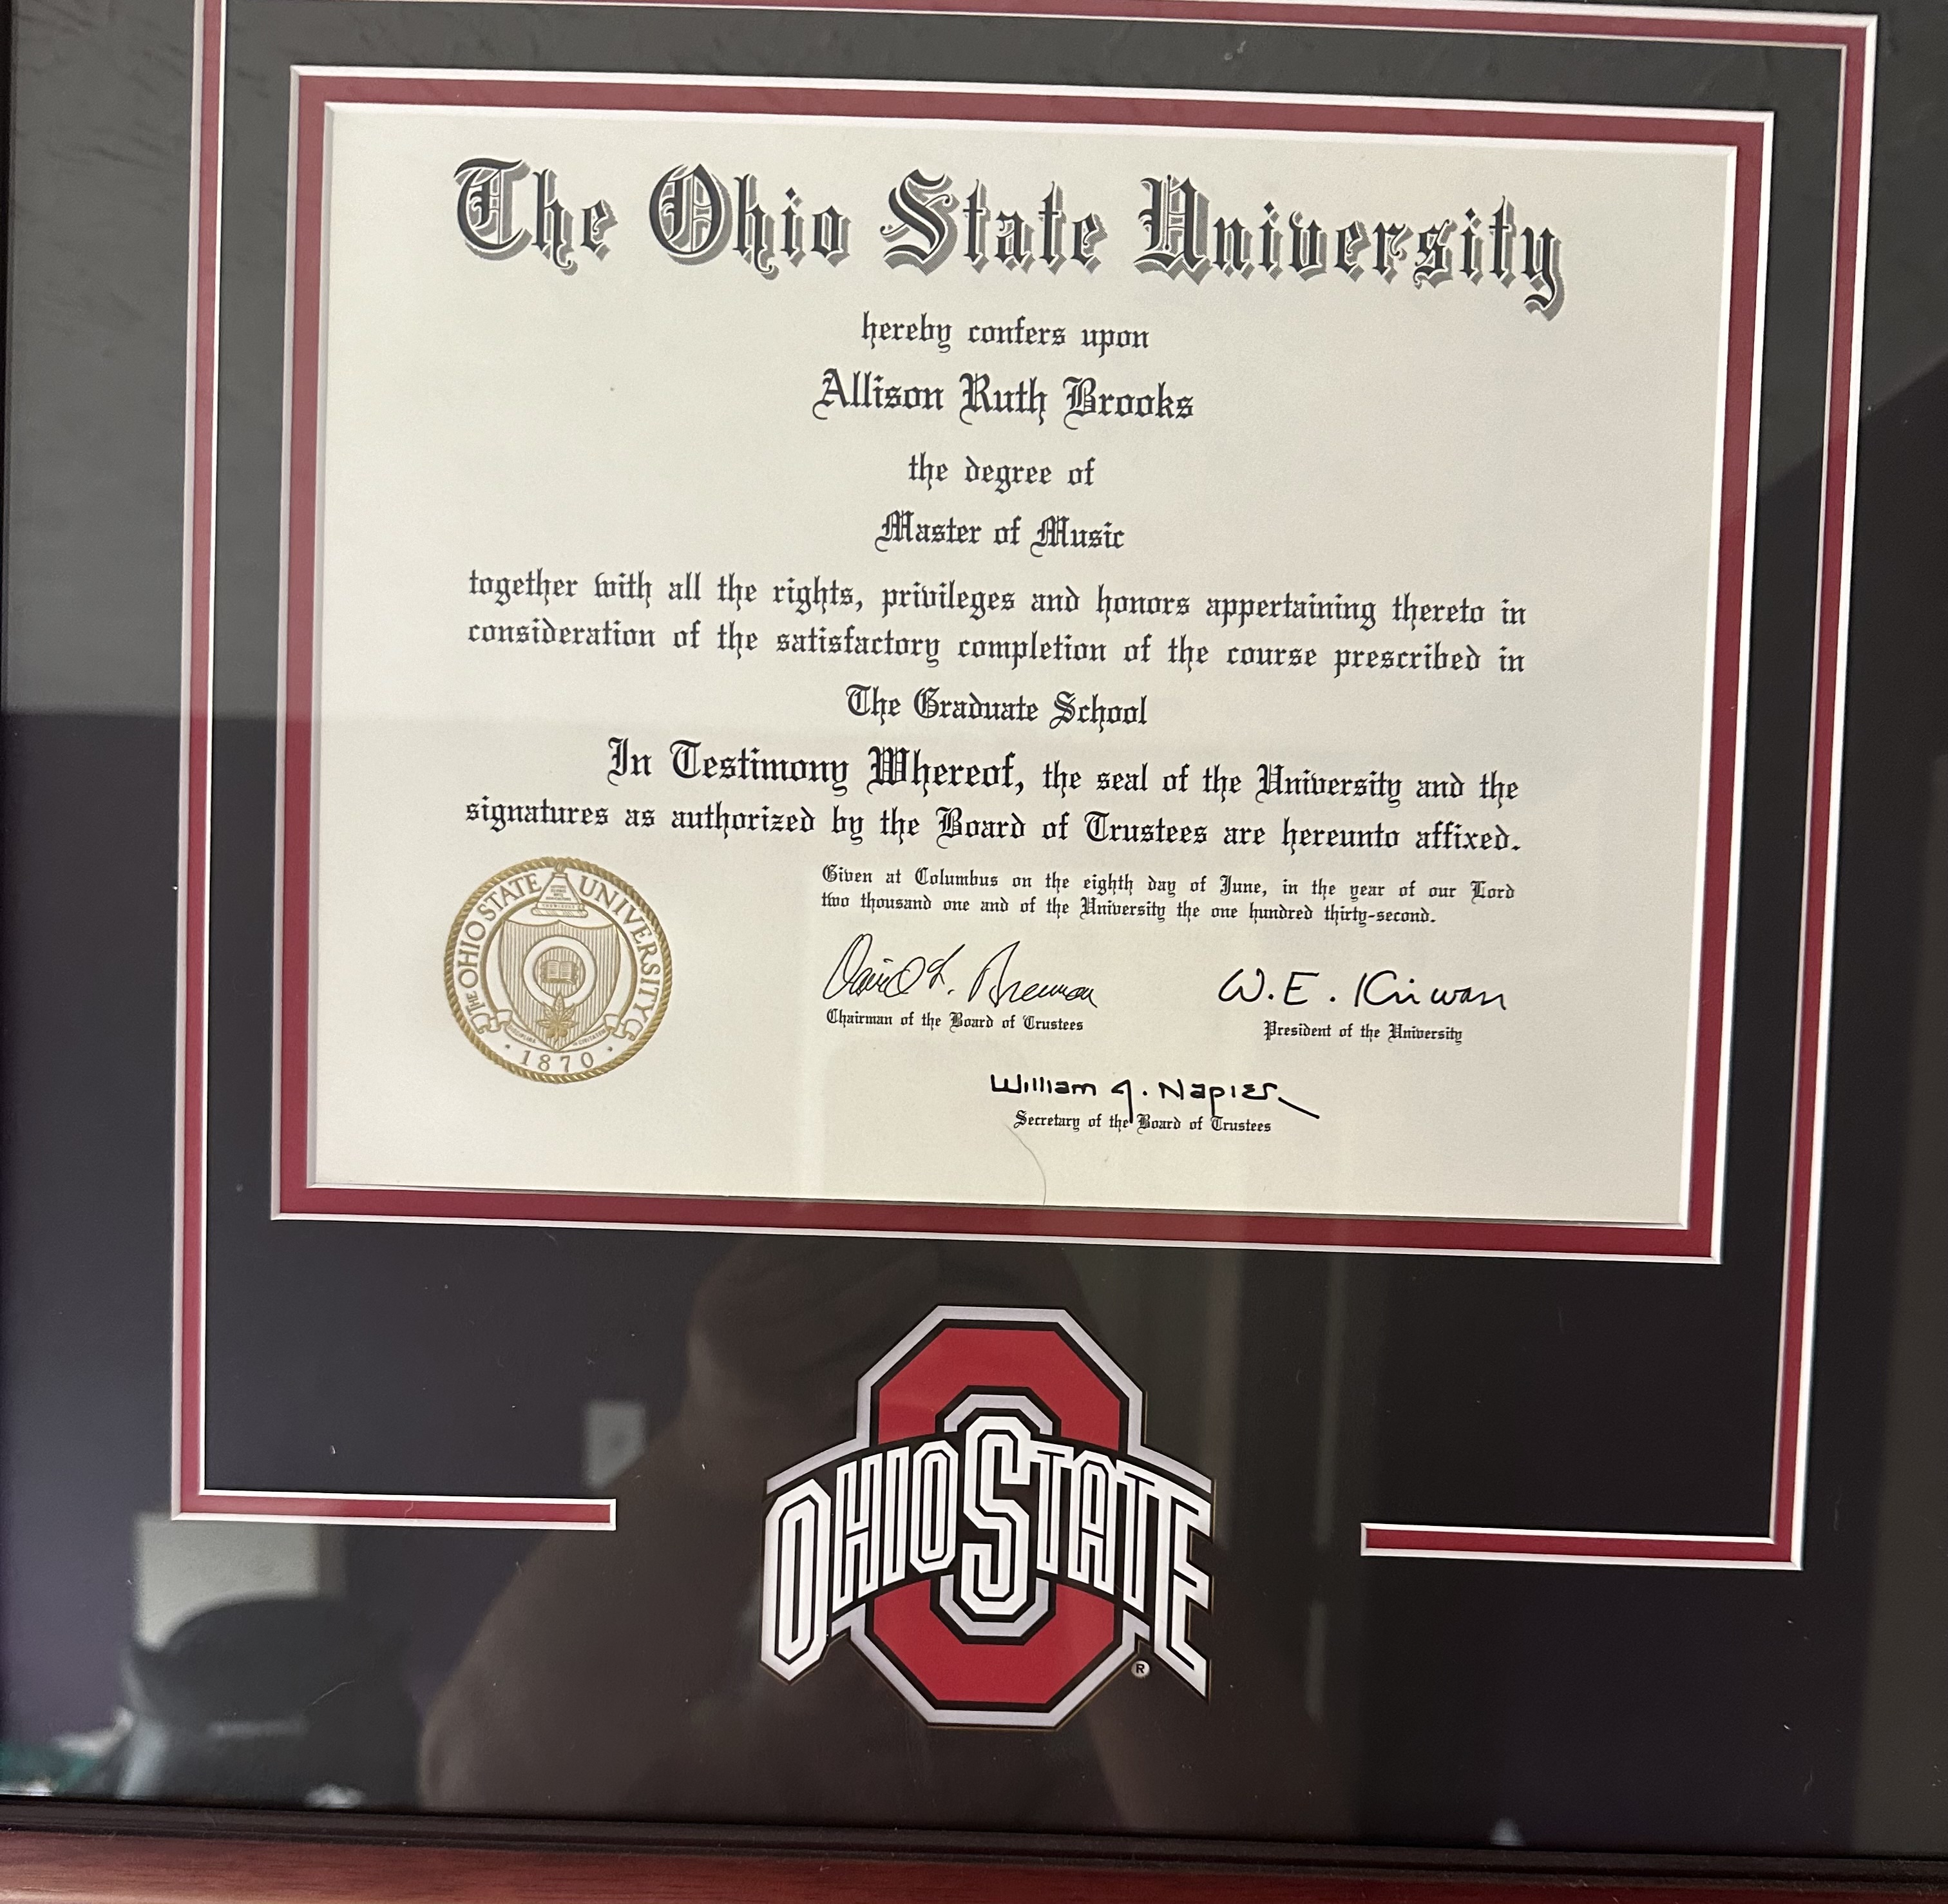 The Ohio State University
hereby confers upon
Allison Ruth Brooks
the degree of
Master of Music
together with all the rights, privileges and honors appertaining thereto in
consideration of the satisfactory completion of the course prescribed in
The Graduate School
In Testimony Whereof, the seal of the University and the
signatures as authorized by the Board of Trustees are hereunto affixed.
Given at Columbus on the eighth day of June, in the year of our Lord
two thousand one and of the University the one hundred thirty-second.
THE OHIO STATE UNIVERSITY
· 1870 ·
David L. Brennan
Chairman of the Board of Trustees
W. E. Kirwan
President of the University
William J. Napier
Secretary of the Board of Trustees
OHIO STATE
®